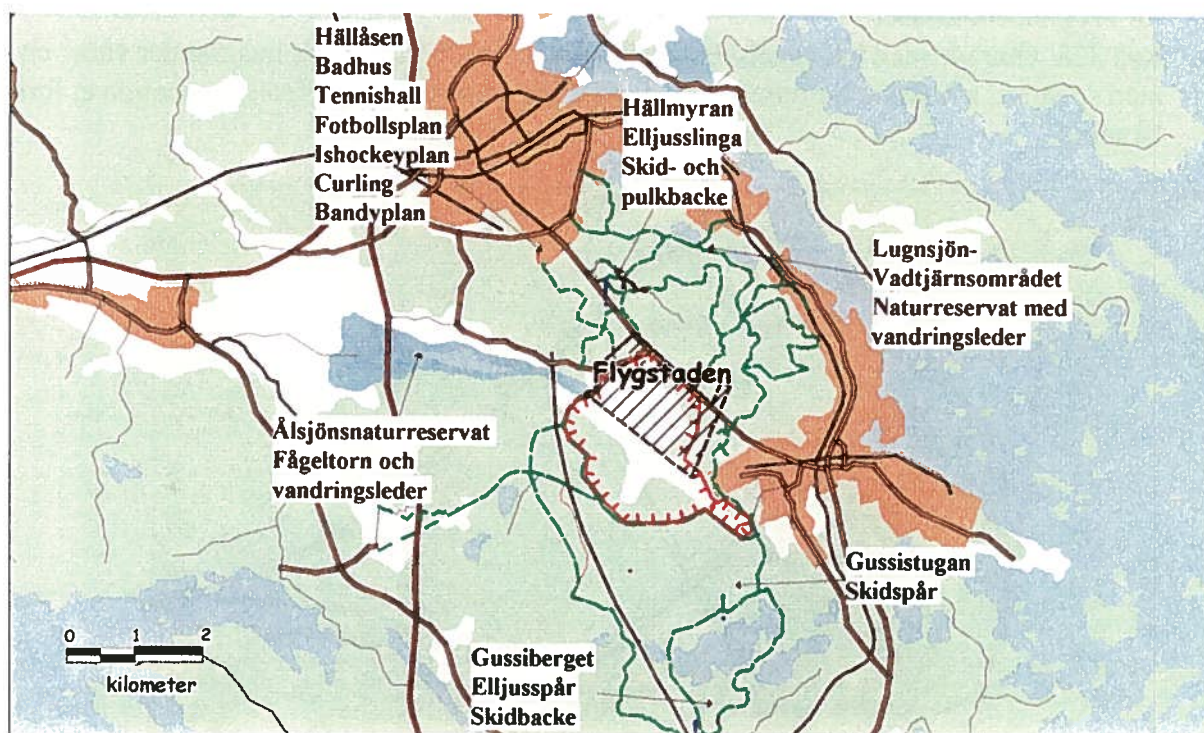 Hällåsen
Badhus
Tennishall
Fotbollsplan
Ishockeyplan
Curling
Bandyplan
Hällmyran
Elljusslinga
Skid- och
pulkbacke
Lugnsjön-
Vadtjärnsområdet
Naturreservat med
vandringsleder
Flygstaden
Ålsjönsnaturreservat
Fågeltorn och
vandringsleder
Gussistugan
Skidspår
Gussiberget
Elljusspår
Skidbacke
0 1 2
kilometer